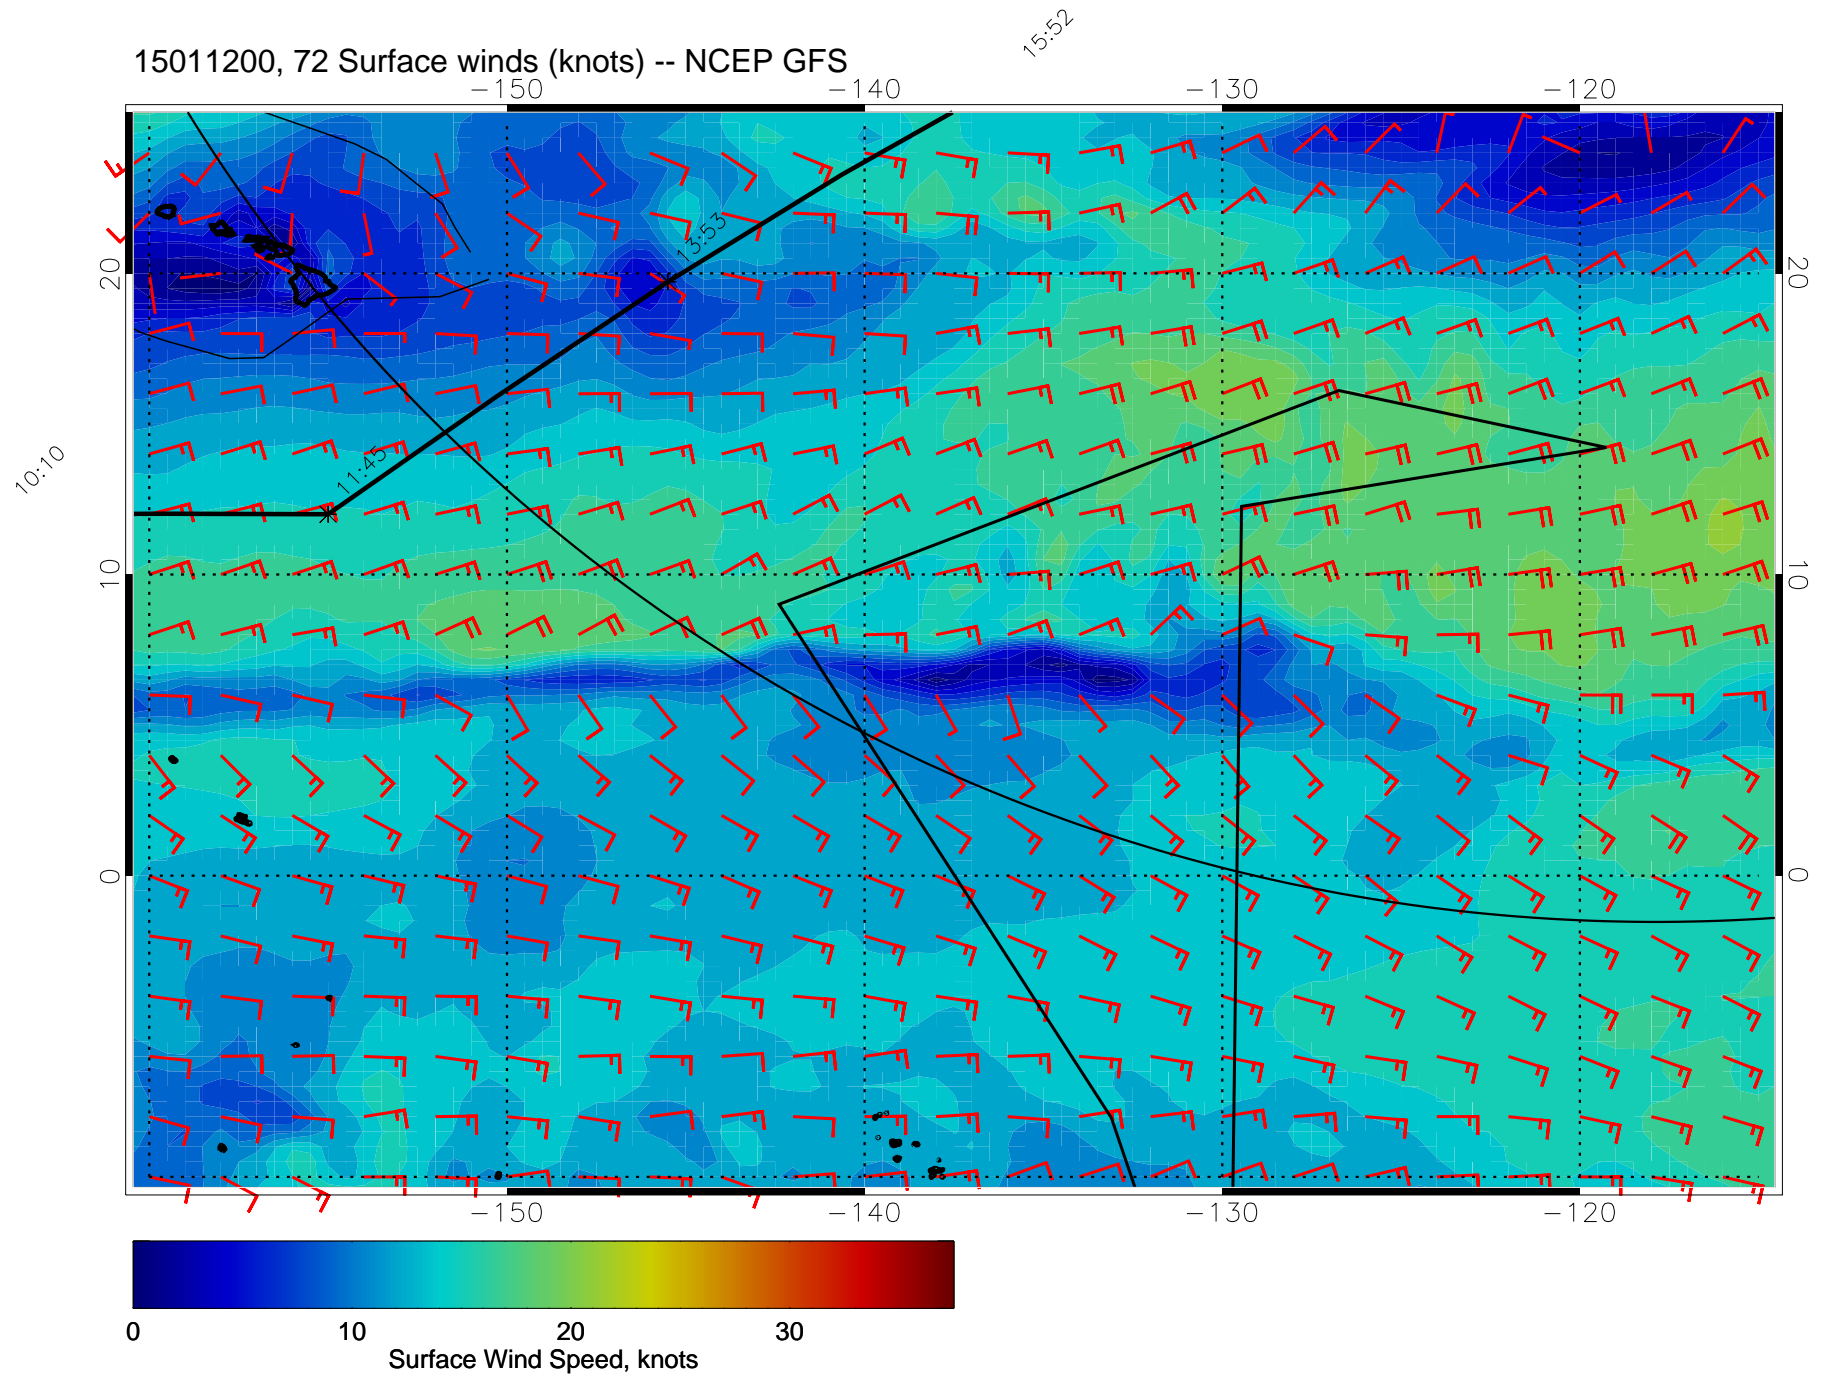 15:52
15011200, 72 Surface winds (knots) -- NCEP GFS
-150 -140 -130 -120
13:53
20 20
11:45
10:10
10 10
0 0
-150 -140 -130 -120
0 10 20 30
Surface Wind Speed, knots